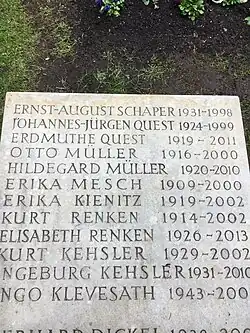 ERNST-AUGUST SCHAPER 1931-1998
JOHANNES-JÜRGEN QUEST 1924-1999
ERDMUTHE QUEST 1919 - 2011
OTTO MÜLLER 1916-2000
HILDEGARD MÜLLER 1920-2010
ERIKA MESCH 1909-2000
ERIKA KIENITZ 1919-2002
KURT RENKEN 1914-2002
ELISABETH RENKEN 1926-2013
KURT KEHSLER 1929-2002
NGEBURG KEHSLER 1931-2010
NGO KLEVESATH 1943-200